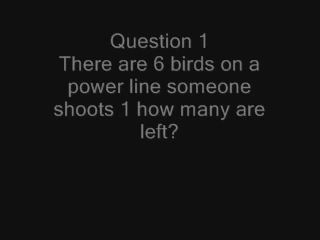 Question 1
There are 6 birds on a
power line someone
shoots 1 how many are
left?